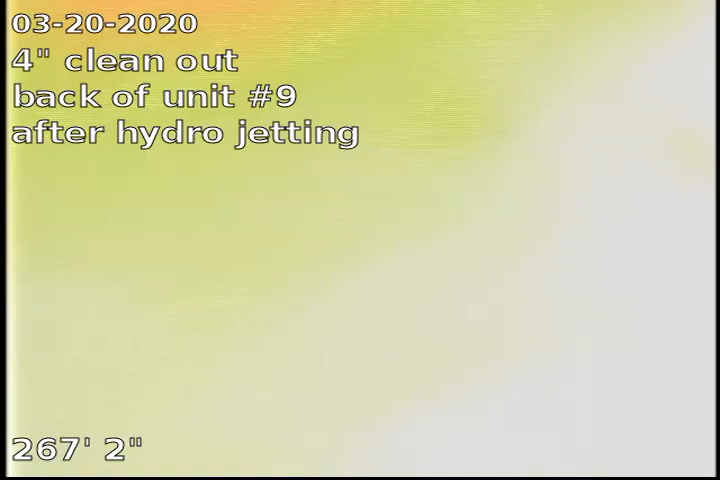 03-20-2020
4" clean out
back of unit #9
after hydro jetting
267' 2"